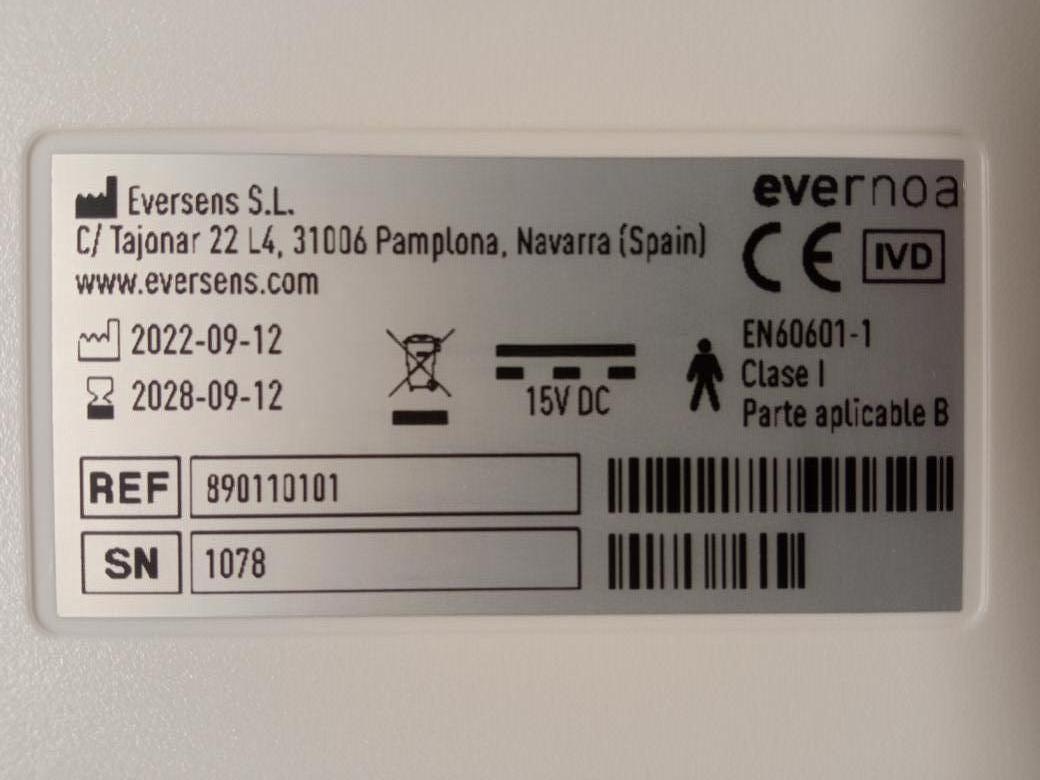 Eversens S.L.
C/ Tajonar 22 L4, 31006 Pamplona, Navarra (Spain)
www.eversens.com
evernoa
CE IVD
2022-09-12
2028-09-12
15V DC
EN60601-1
Clase I
Parte aplicable B
REF 890110101
SN 1078